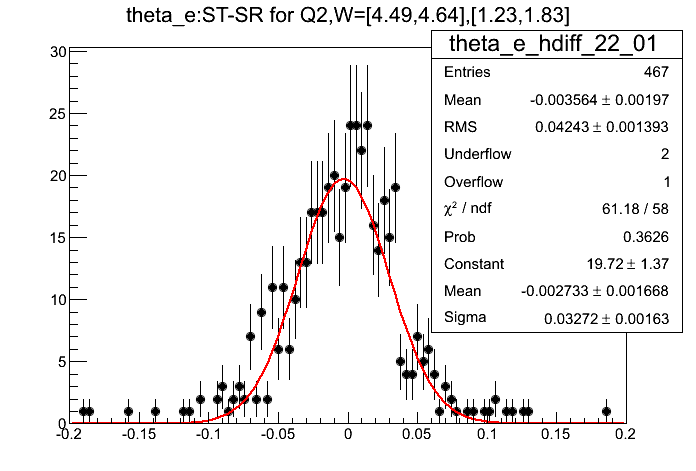 theta_e:ST-SR for Q2,W=[4.49,4.64],[1.23,1.83]
theta_e_hdiff_22_01
Entries 467
Mean -0.003564 ± 0.00197
RMS 0.04243 ± 0.001393
Underflow 2
Overflow 1
χ² / ndf 61.18 / 58
Prob 0.3626
Constant 19.72 ± 1.37
Mean -0.002733 ± 0.001668
Sigma 0.03272 ± 0.00163
30
25
20
15
10
5
0
-0.2 -0.15 -0.1 -0.05 0 0.05 0.1 0.15 0.2